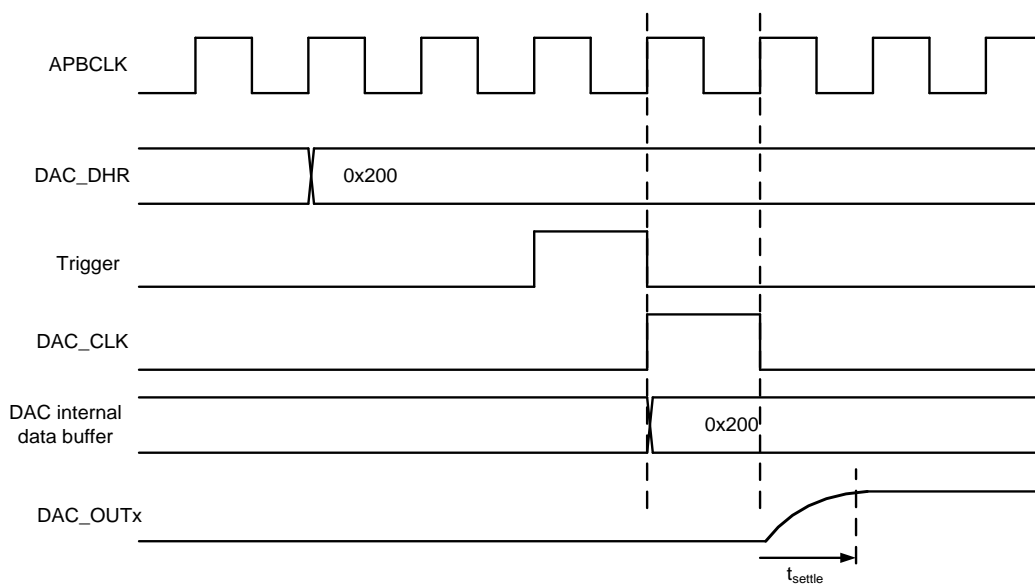 APBCLK
DAC_DHR
0x200
Trigger
DAC_CLK
DAC internal
data buffer
0x200
DAC_OUTx
tsettle